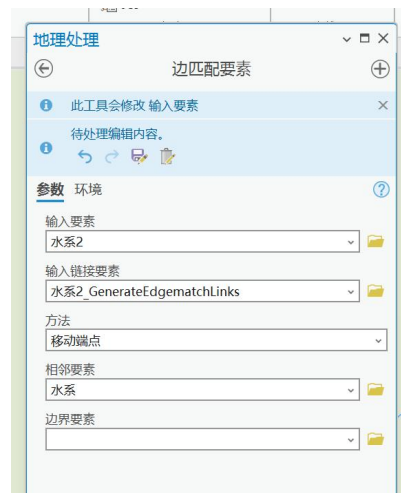 地理处理
边匹配要素
此工具会修改 输入要素
待处理编辑内容。
参数 环境
输入要素
水系2
输入链接要素
水系2_GenerateEdgematchLinks
方法
移动端点
相邻要素
水系
边界要素